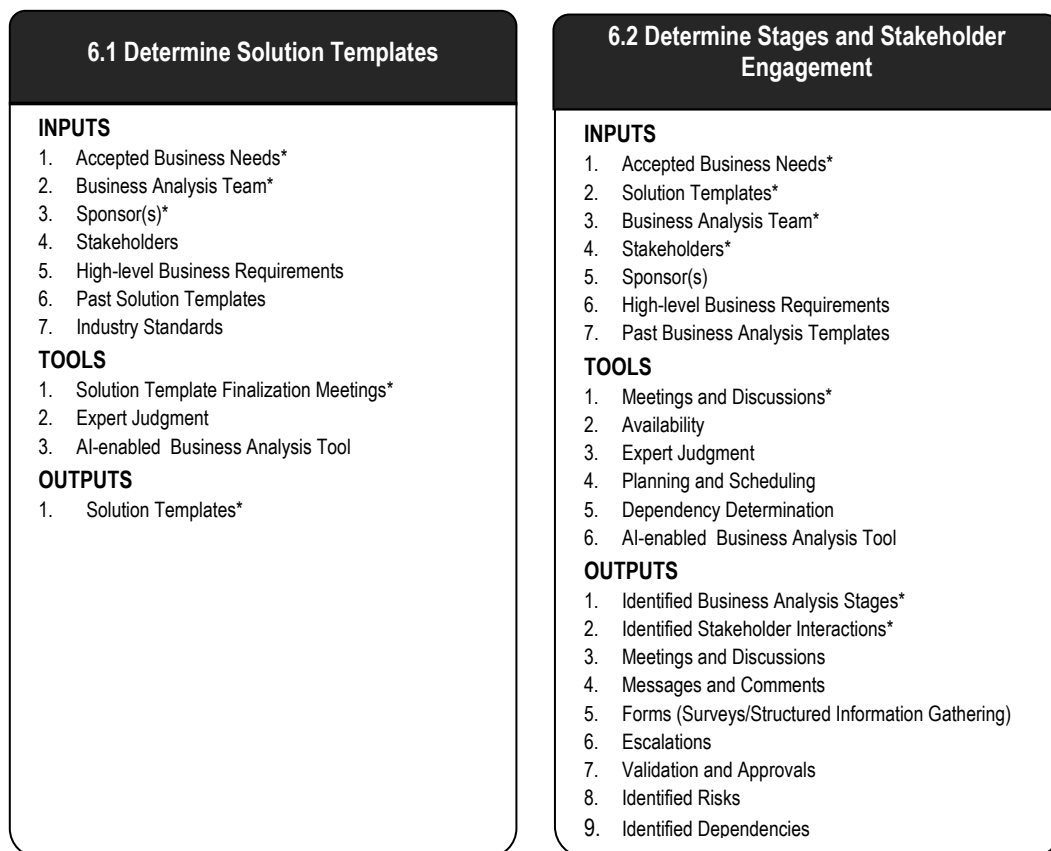 6.1 Determine Solution Templates
INPUTS
1. Accepted Business Needs*
2. Business Analysis Team*
3. Sponsor(s)*
4. Stakeholders
5. High-level Business Requirements
6. Past Solution Templates
7. Industry Standards
TOOLS
1. Solution Template Finalization Meetings*
2. Expert Judgment
3. AI-enabled Business Analysis Tool
OUTPUTS
1. Solution Templates*
6.2 Determine Stages and Stakeholder
Engagement
INPUTS
1. Accepted Business Needs*
2. Solution Templates*
3. Business Analysis Team*
4. Stakeholders*
5. Sponsor(s)
6. High-level Business Requirements
7. Past Business Analysis Templates
TOOLS
1. Meetings and Discussions*
2. Availability
3. Expert Judgment
4. Planning and Scheduling
5. Dependency Determination
6. AI-enabled Business Analysis Tool
OUTPUTS
1. Identified Business Analysis Stages*
2. Identified Stakeholder Interactions*
3. Meetings and Discussions
4. Messages and Comments
5. Forms (Surveys/Structured Information Gathering)
6. Escalations
7. Validation and Approvals
8. Identified Risks
9. Identified Dependencies